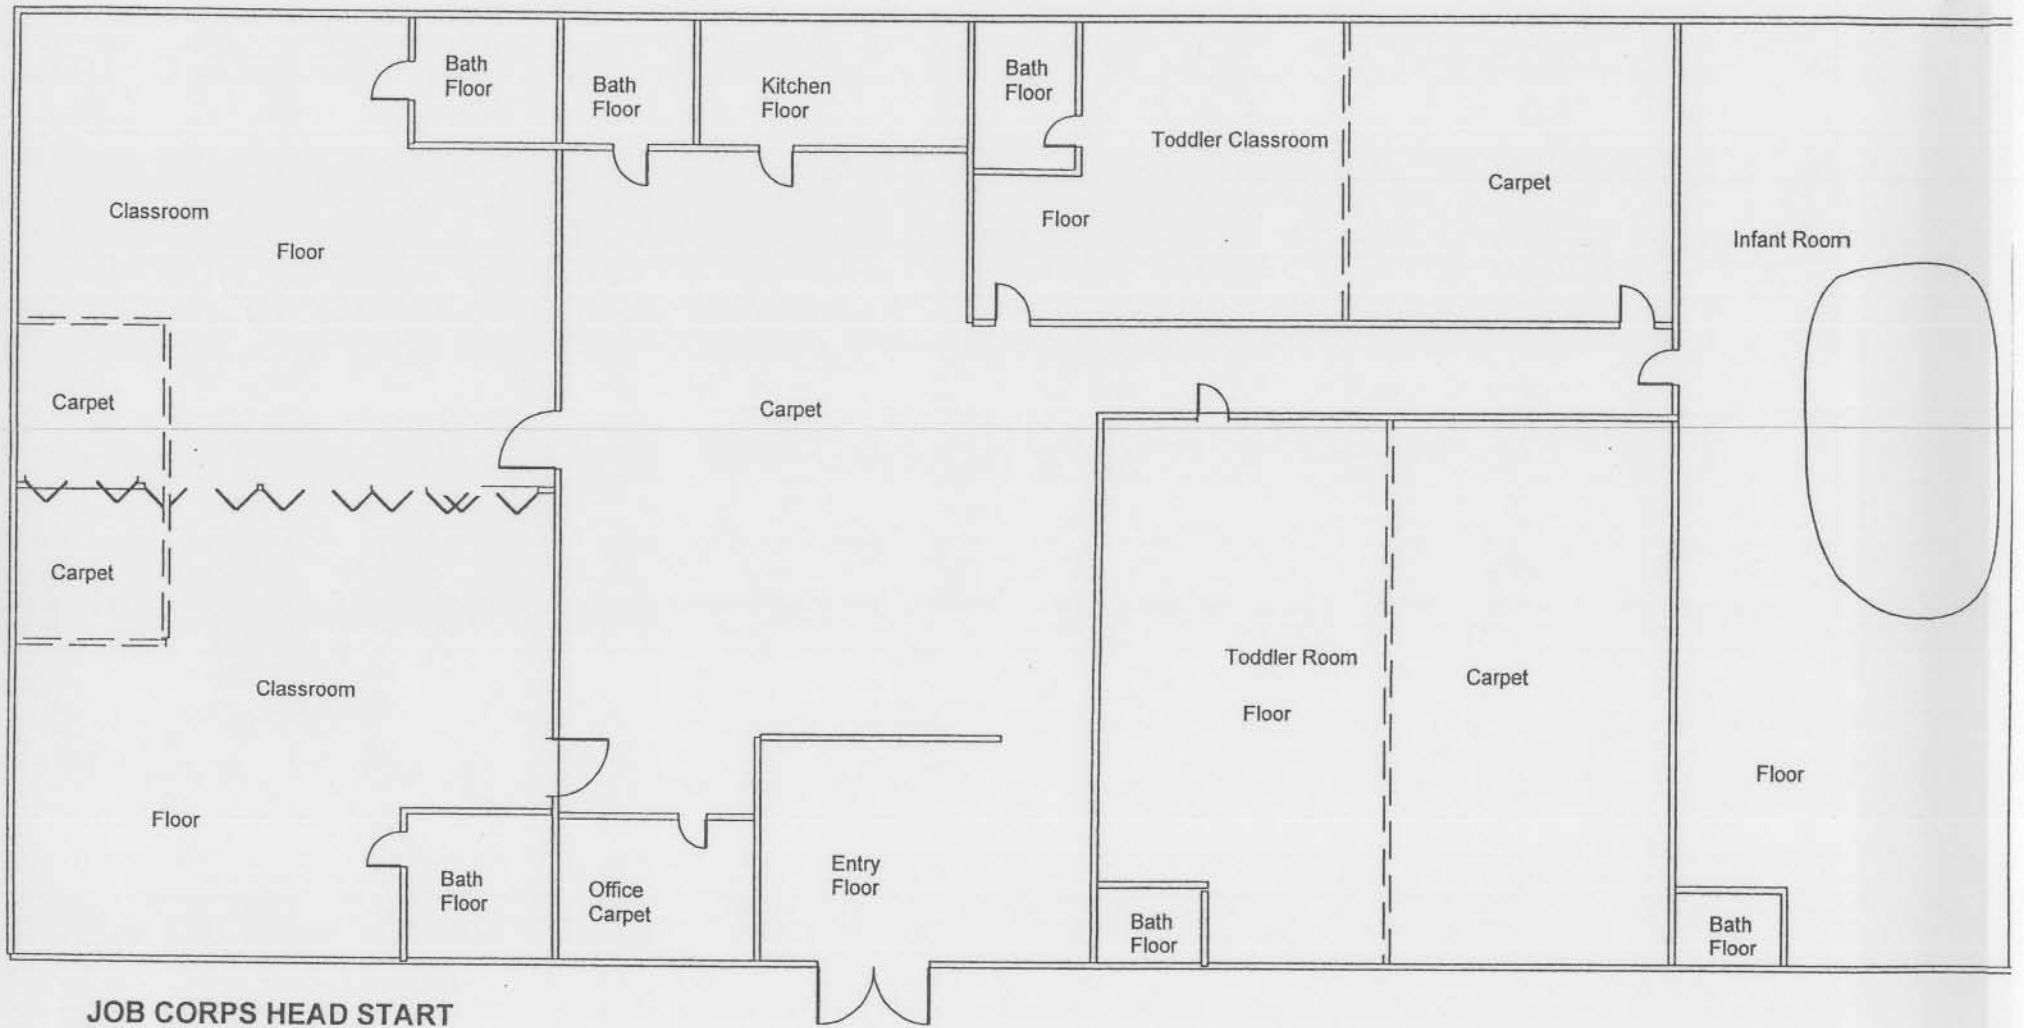 Bath
Floor
Bath
Floor
Kitchen
Floor
Bath
Floor
Toddler Classroom
Carpet
Floor
Classroom
Floor
Infant Room
Carpet
Carpet
Carpet
Toddler Room
Floor
Carpet
Classroom
Floor
Floor
Bath
Floor
Office
Carpet
Entry
Floor
Bath
Floor
Bath
Floor
JOB CORPS HEAD START